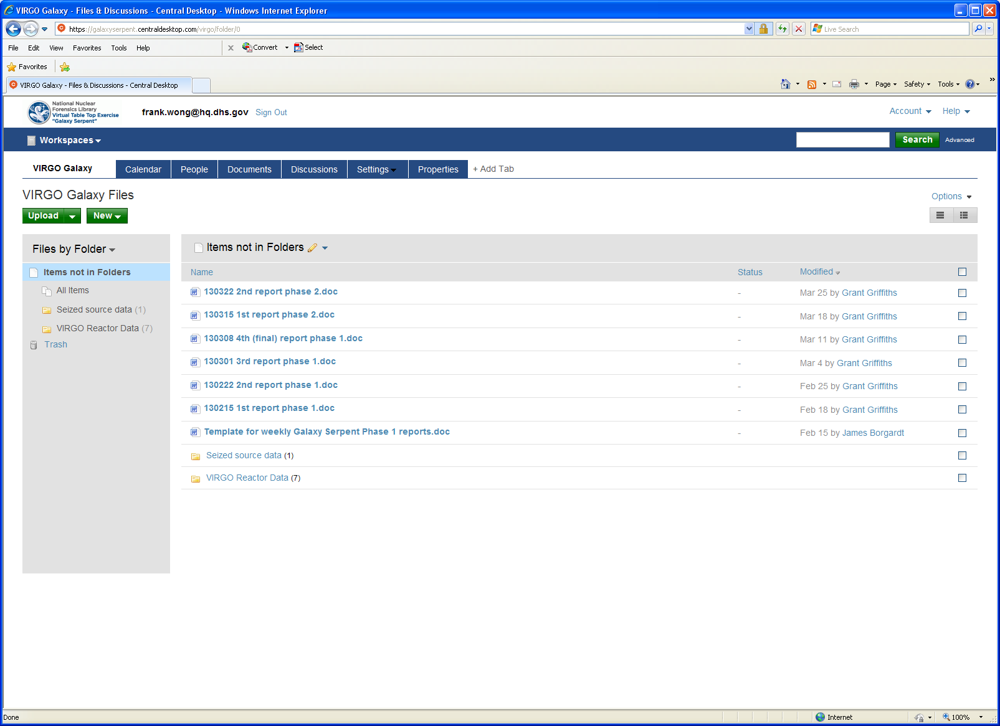 VIRGO Galaxy - Files & Discussions - Central Desktop - Windows Internet Explorer
https://galaxyserpent.centraldesktop.com/virgo/folder/0
Live Search
File Edit View Favorites Tools Help
x Convert Select
Favorites
VIRGO Galaxy - Files & Discussions - Central Desktop
Page Safety Tools »
National Nuclear
Forensics Library
Virtual Table Top Exercise
"Galaxy Serpent"
frank.wong@hq.dhs.gov Sign Out
Account Help
Workspaces
Search Advanced
VIRGO Galaxy Calendar People Documents Discussions Settings Properties + Add Tab
VIRGO Galaxy Files
Options
Upload New
Files by Folder
Items not in Folders
All Items
Seized source data (1)
VIRGO Reactor Data (7)
Trash
Items not in Folders
Name Status Modified
130322 2nd report phase 2.doc - Mar 25 by Grant Griffiths
130315 1st report phase 2.doc - Mar 18 by Grant Griffiths
130308 4th (final) report phase 1.doc - Mar 11 by Grant Griffiths
130301 3rd report phase 1.doc - Mar 4 by Grant Griffiths
130222 2nd report phase 1.doc - Feb 25 by Grant Griffiths
130215 1st report phase 1.doc - Feb 18 by Grant Griffiths
Template for weekly Galaxy Serpent Phase 1 reports.doc - Feb 15 by James Borgardt
Seized source data (1)
VIRGO Reactor Data (7)
Done
Internet
100%